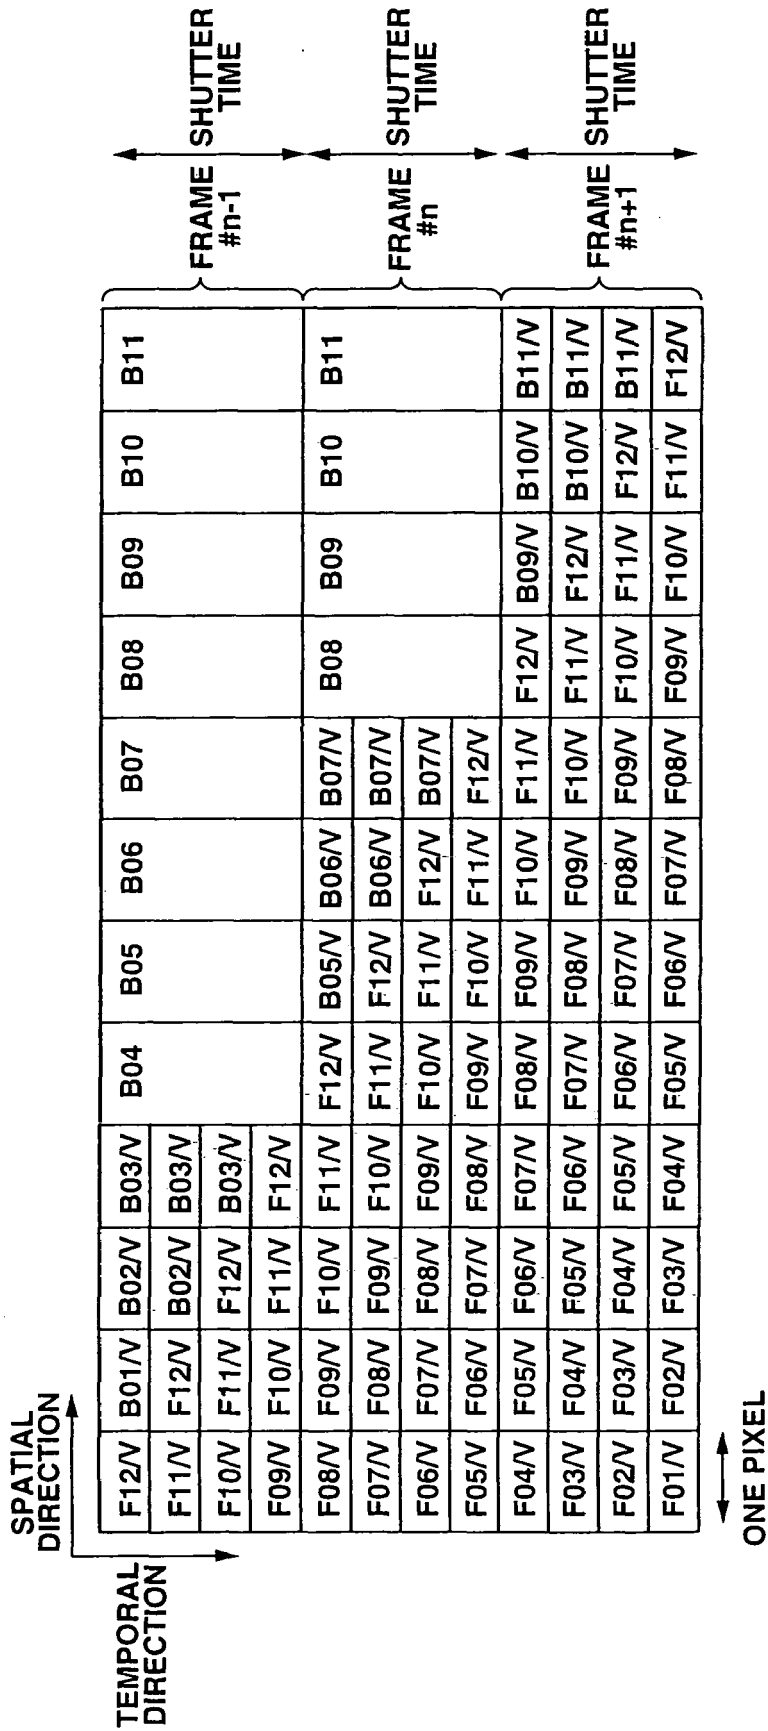 SPATIAL
DIRECTION
TEMPORAL
DIRECTION
F12/V B01/V B02/V B03/V B04 B05 B06 B07 B08 B09 B10 B11
F11/V F12/V B02/V B03/V
F10/V F11/V F12/V B03/V
F09/V F10/V F11/V F12/V
FRAME
#n-1
SHUTTER
TIME
F08/V F09/V F10/V F11/V F12/V B05/V B06/V B07/V B08 B09 B10 B11
F07/V F08/V F09/V F10/V F11/V F12/V B06/V B07/V
F06/V F07/V F08/V F09/V F10/V F11/V F12/V B07/V
F05/V F06/V F07/V F08/V F09/V F10/V F11/V F12/V
FRAME
#n
SHUTTER
TIME
F04/V F05/V F06/V F07/V F08/V F09/V F10/V F11/V F12/V B09/V B10/V B11/V
F03/V F04/V F05/V F06/V F07/V F08/V F09/V F10/V F11/V F12/V B10/V B11/V
F02/V F03/V F04/V F05/V F06/V F07/V F08/V F09/V F10/V F11/V F12/V B11/V
F01/V F02/V F03/V F04/V F05/V F06/V F07/V F08/V F09/V F10/V F11/V F12/V
FRAME
#n+1
SHUTTER
TIME
ONE PIXEL